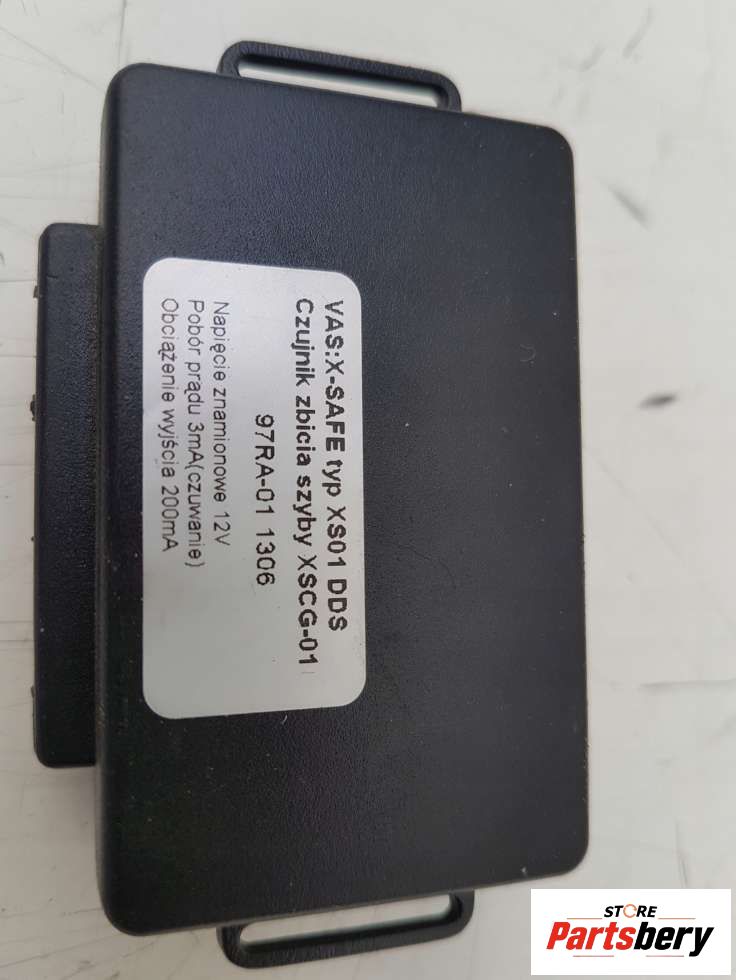 VAS:X-SAFE typ XS01 DDS
Czujnik zbicia szyby XSCG-01
97RA-01 1306
Napięcie znamionowe 12V
Pobór prądu 3mA(czuwanie)
Obciążenie wyjścia 200mA
STORE
Partsbery